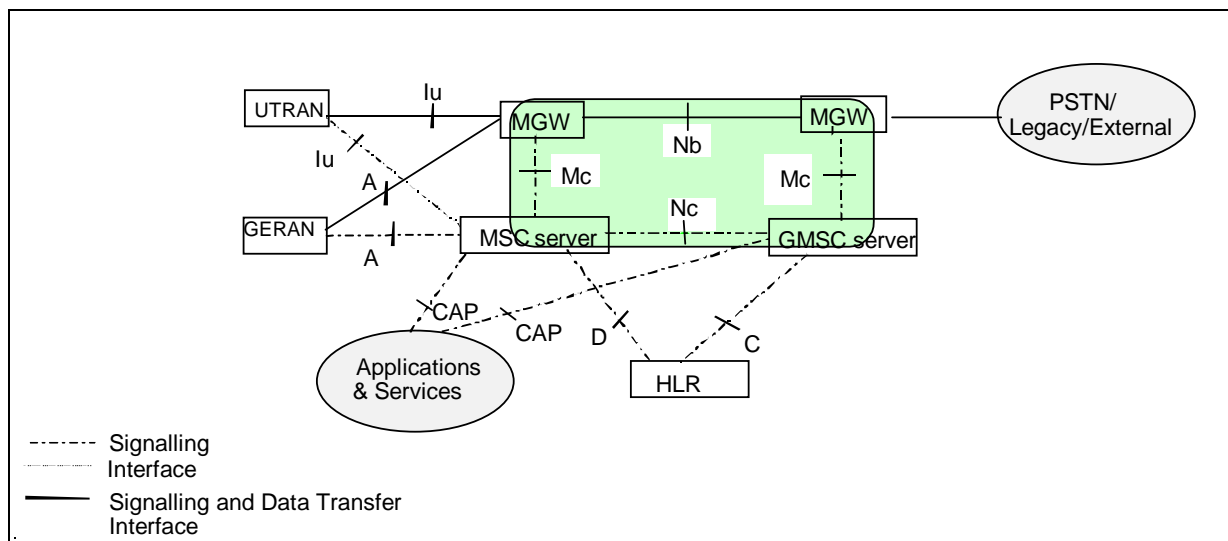 Iu
UTRAN
MGW
MGW
PSTN/
Legacy/External
Iu
Nb
A
Mc
Mc
Nc
GERAN
MSC server
GMSC server
A
CAP
CAP
D
C
Applications
& Services
HLR
Signalling
Interface
Signalling and Data Transfer
Interface